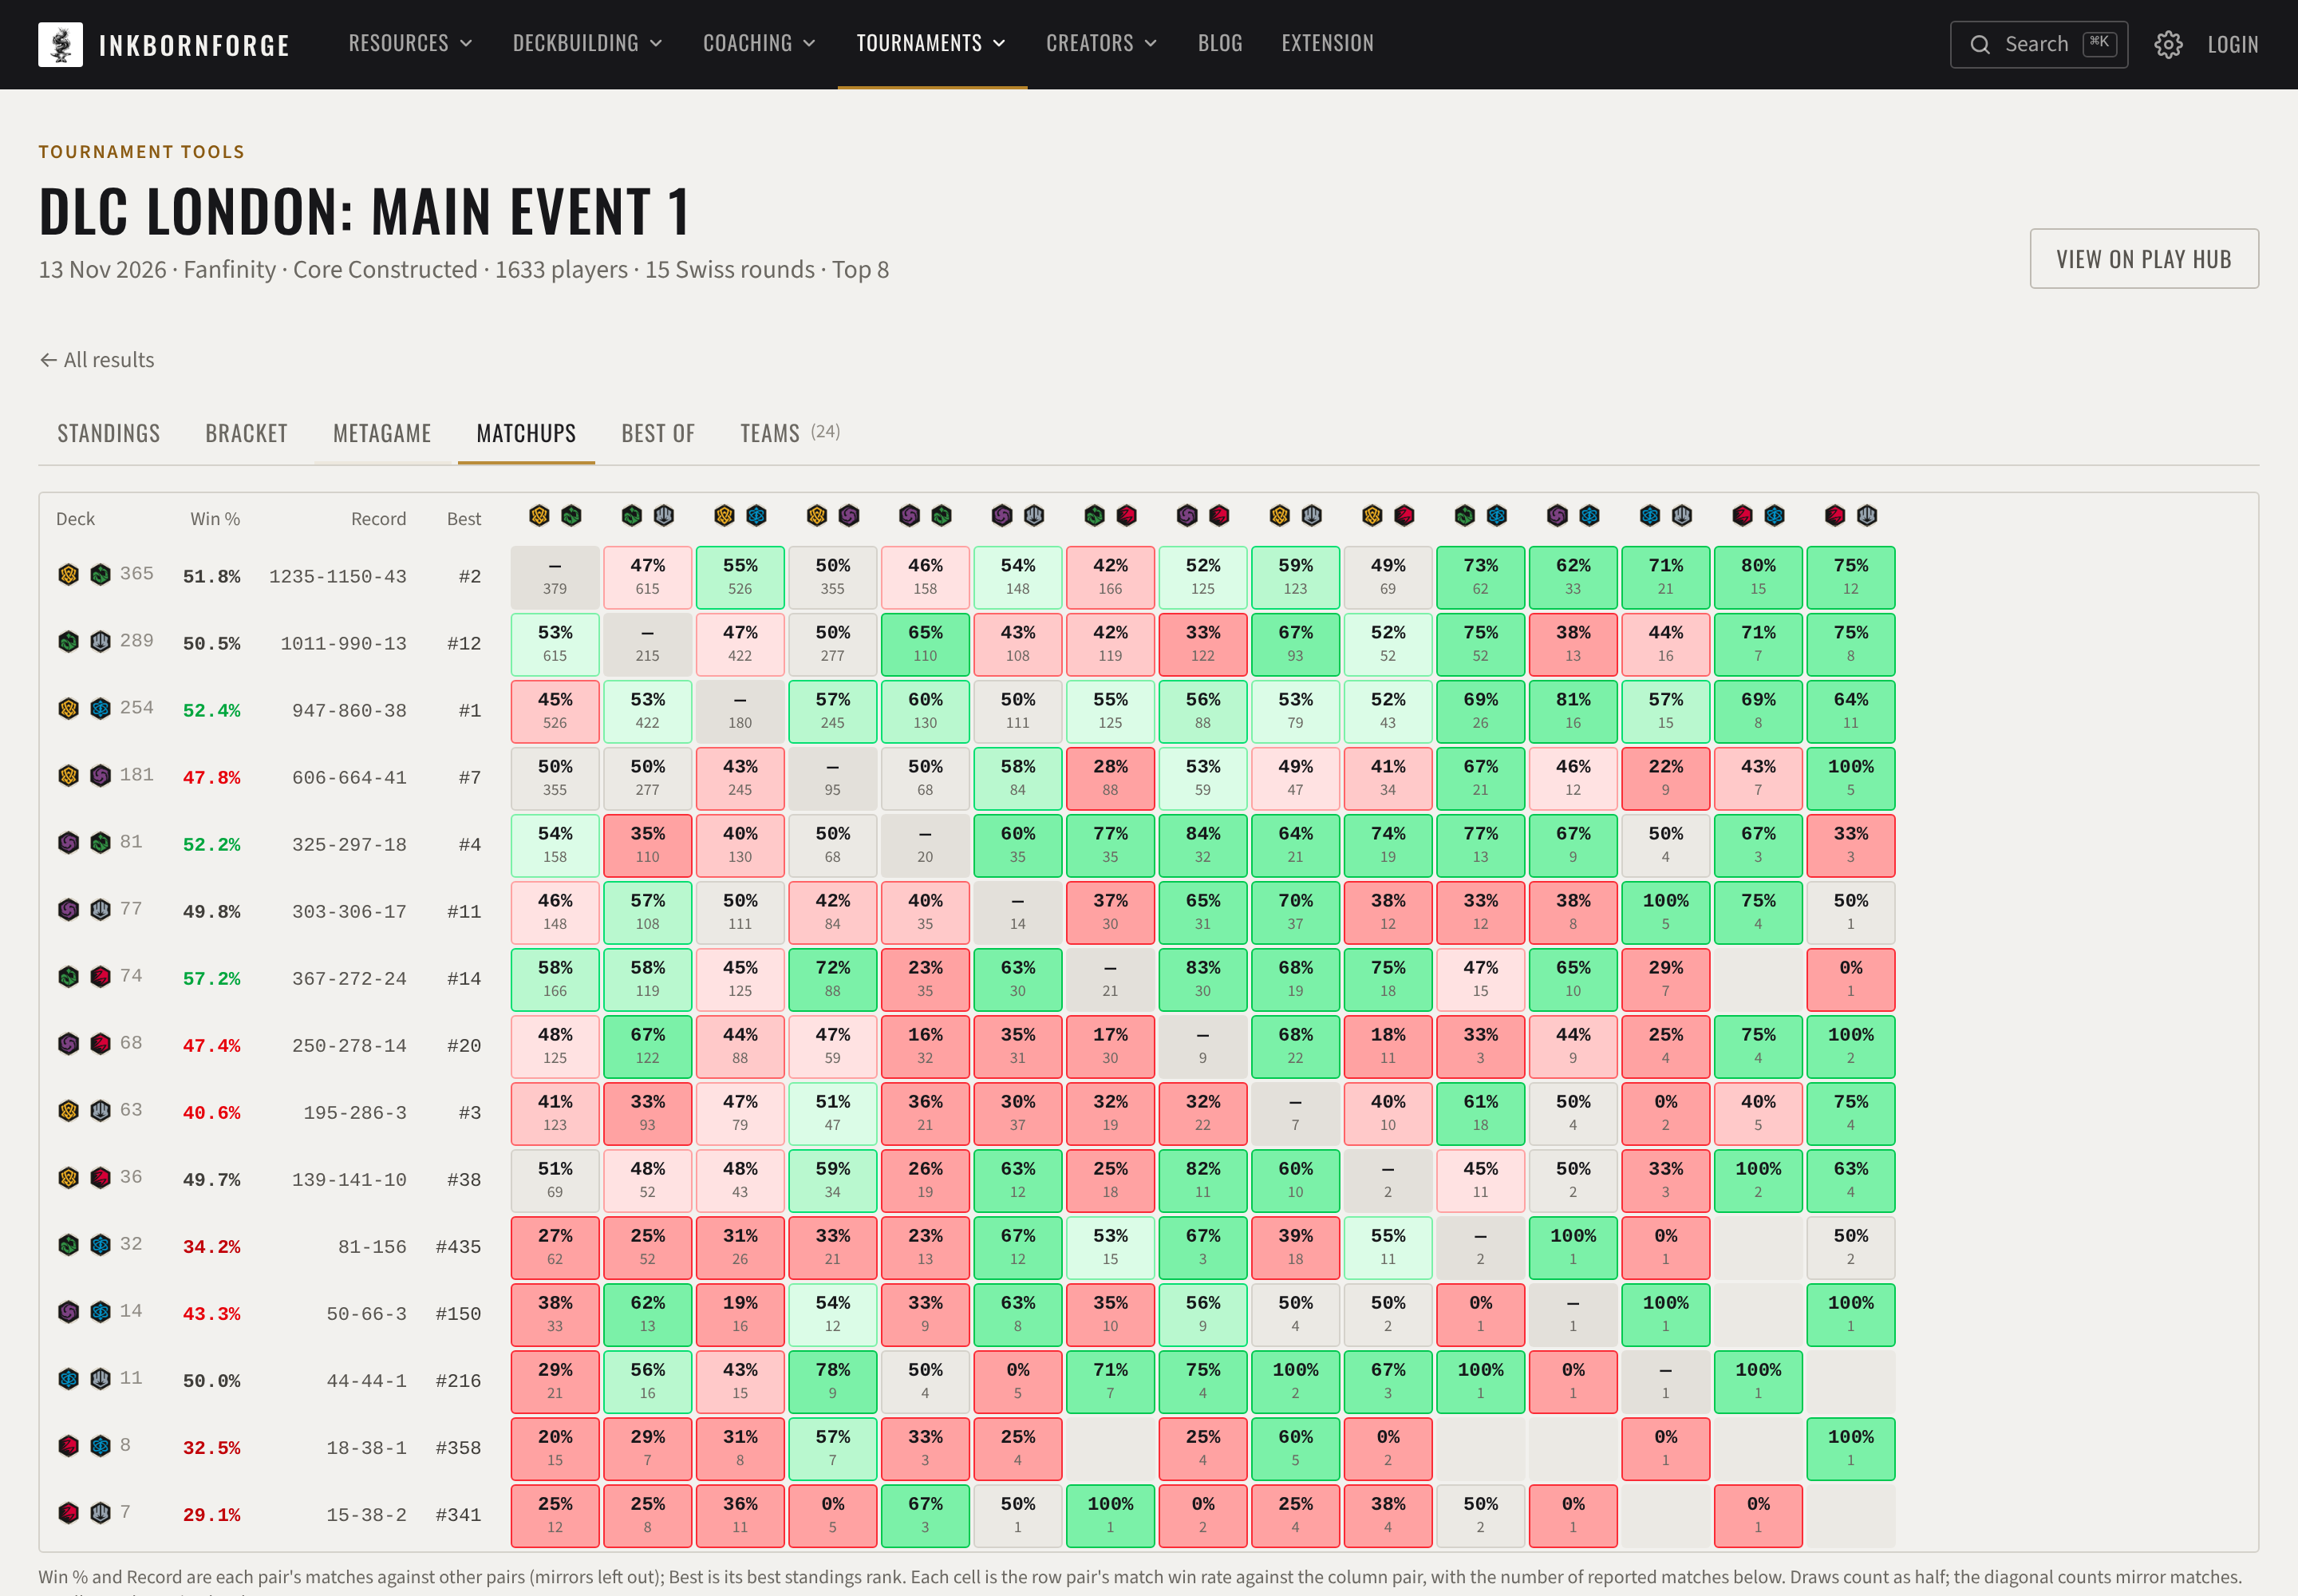 INKBORNFORGE RESOURCES DECKBUILDING COACHING TOURNAMENTS CREATORS BLOG EXTENSION Search ⌘K LOGIN
TOURNAMENT TOOLS
DLC LONDON: MAIN EVENT 1
13 Nov 2026 · Fanfinity · Core Constructed · 1633 players · 15 Swiss rounds · Top 8
VIEW ON PLAY HUB
← All results
STANDINGS BRACKET METAGAME MATCHUPS BEST OF TEAMS (24)
Deck Win % Record Best
365 51.8% 1235-1150-43 #2 — 47% 55% 50% 46% 54% 42% 52% 59% 49% 73% 62% 71% 80% 75%
379 615 526 355 158 148 166 125 123 69 62 33 21 15 12
289 50.5% 1011-990-13 #12 53% — 47% 50% 65% 43% 42% 33% 67% 52% 75% 38% 44% 71% 75%
615 215 422 277 110 108 119 122 93 52 52 13 16 7 8
254 52.4% 947-860-38 #1 45% 53% — 57% 60% 50% 55% 56% 53% 52% 69% 81% 57% 69% 64%
526 422 180 245 130 111 125 88 79 43 26 16 15 8 11
181 47.8% 606-664-41 #7 50% 50% 43% — 50% 58% 28% 53% 49% 41% 67% 46% 22% 43% 100%
355 277 245 95 68 84 88 59 47 34 21 12 9 7 5
81 52.2% 325-297-18 #4 54% 35% 40% 50% — 60% 77% 84% 64% 74% 77% 67% 50% 67% 33%
158 110 130 68 20 35 35 32 21 19 13 9 4 3 3
77 49.8% 303-306-17 #11 46% 57% 50% 42% 40% — 37% 65% 70% 38% 33% 38% 100% 75% 50%
148 108 111 84 35 14 30 31 37 12 12 8 5 4 1
74 57.2% 367-272-24 #14 58% 58% 45% 72% 23% 63% — 83% 68% 75% 47% 65% 29% 0%
166 119 125 88 35 30 21 30 19 18 15 10 7 1
68 47.4% 250-278-14 #20 48% 67% 44% 47% 16% 35% 17% — 68% 18% 33% 44% 25% 75% 100%
125 122 88 59 32 31 30 9 22 11 3 9 4 4 2
63 40.6% 195-286-3 #3 41% 33% 47% 51% 36% 30% 32% 32% — 40% 61% 50% 0% 40% 75%
123 93 79 47 21 37 19 22 7 10 18 4 2 5 4
36 49.7% 139-141-10 #38 51% 48% 48% 59% 26% 63% 25% 82% 60% — 45% 50% 33% 100% 63%
69 52 43 34 19 12 18 11 10 2 11 2 3 2 4
32 34.2% 81-156 #435 27% 25% 31% 33% 23% 67% 53% 67% 39% 55% — 100% 0% 50%
62 52 26 21 13 12 15 3 18 11 2 1 1 2
14 43.3% 50-66-3 #150 38% 62% 19% 54% 33% 63% 35% 56% 50% 50% 0% — 100% 100%
33 13 16 12 9 8 10 9 4 2 1 1 1 1
11 50.0% 44-44-1 #216 29% 56% 43% 78% 50% 0% 71% 75% 100% 67% 100% 0% — 100%
21 16 15 9 4 5 7 4 2 3 1 1 1 1
8 32.5% 18-38-1 #358 20% 29% 31% 57% 33% 25% 25% 60% 0% 0% 100%
15 7 8 7 3 4 4 5 2 1 1
7 29.1% 15-38-2 #341 25% 25% 36% 0% 67% 50% 100% 0% 25% 38% 50% 0% 0%
12 8 11 5 3 1 1 2 4 4 2 1 1
Win % and Record are each pair's matches against other pairs (mirrors left out); Best is its best standings rank. Each cell is the row pair's match win rate against the column pair, with the number of reported matches below. Draws count as half; the diagonal counts mirror matches.